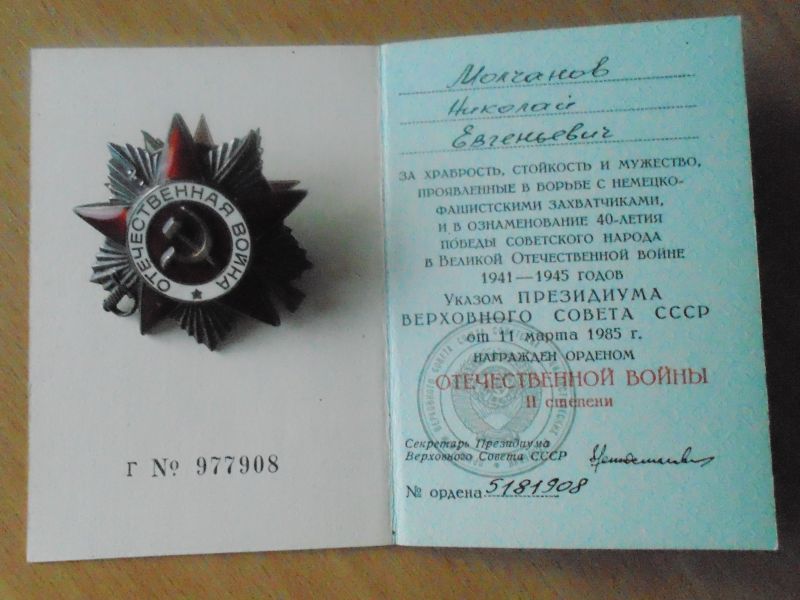 ОТЕЧЕСТВЕННАЯ ВОЙНА
г № 977908
Молчанов
Николай
Евгеньевич
ЗА ХРАБРОСТЬ, СТОЙКОСТЬ И МУЖЕСТВО,
ПРОЯВЛЕННЫЕ В БОРЬБЕ С НЕМЕЦКО-
ФАШИСТСКИМИ ЗАХВАТЧИКАМИ,
И В ОЗНАМЕНОВАНИЕ 40-ЛЕТИЯ
ПОБЕДЫ СОВЕТСКОГО НАРОДА
В ВЕЛИКОЙ ОТЕЧЕСТВЕННОЙ ВОЙНЕ
1941—1945 ГОДОВ
УКАЗОМ ПРЕЗИДИУМА
ВЕРХОВНОГО СОВЕТА СССР
от 11 марта 1985 г.
НАГРАЖДЕН ОРДЕНОМ
ОТЕЧЕСТВЕННОЙ ВОЙНЫ
II степени
Секретарь Президиума
Верховного Совета СССР
№ ордена 5181908